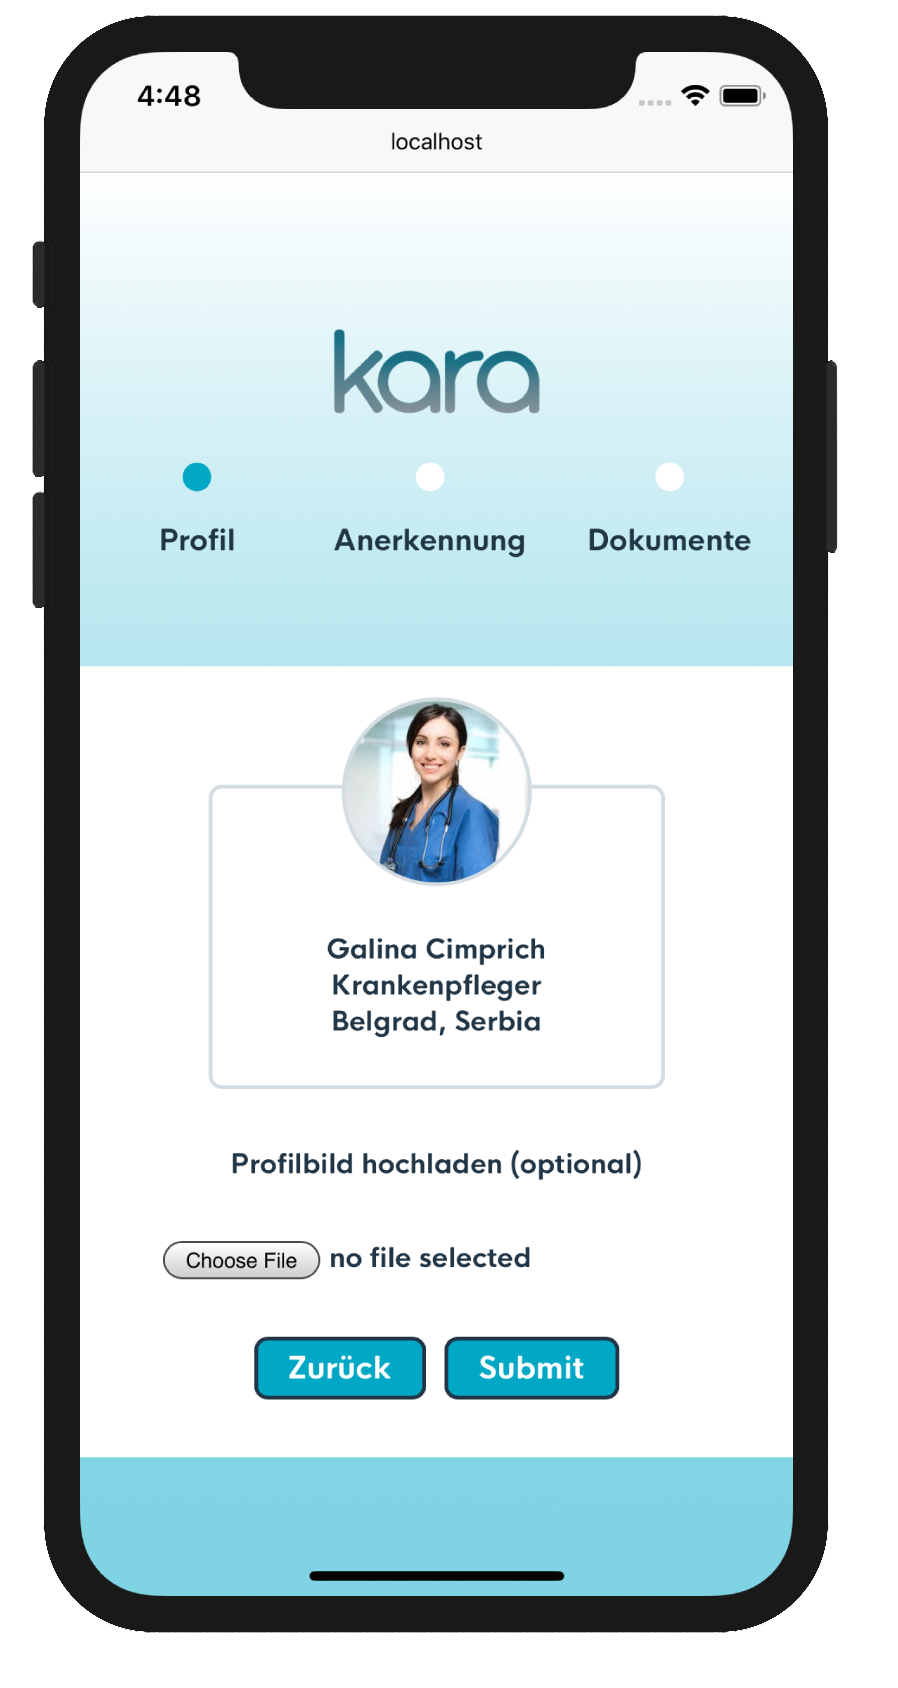 4:48
localhost
kara
Profil Anerkennung Dokumente
Galina Cimprich
Krankenpfleger
Belgrad, Serbia
Profilbild hochladen (optional)
Choose File no file selected
Zurück Submit